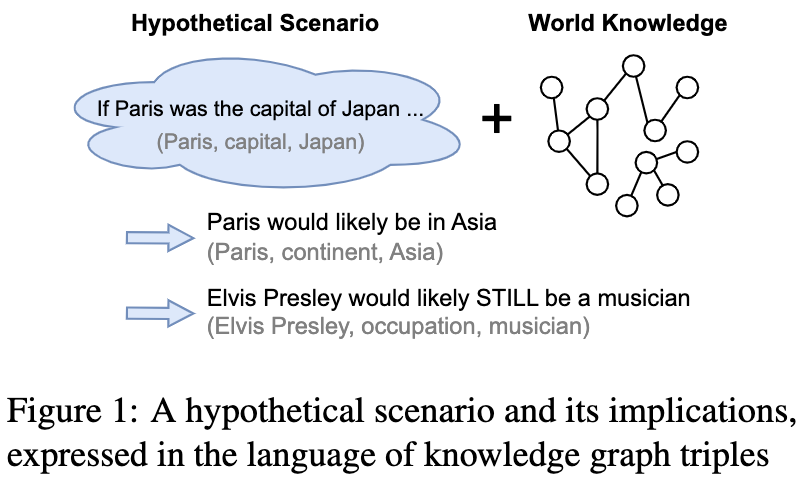 Hypothetical Scenario
World Knowledge
If Paris was the capital of Japan ...
(Paris, capital, Japan)
+
Paris would likely be in Asia
(Paris, continent, Asia)
Elvis Presley would likely STILL be a musician
(Elvis Presley, occupation, musician)
Figure 1: A hypothetical scenario and its implications,
expressed in the language of knowledge graph triples